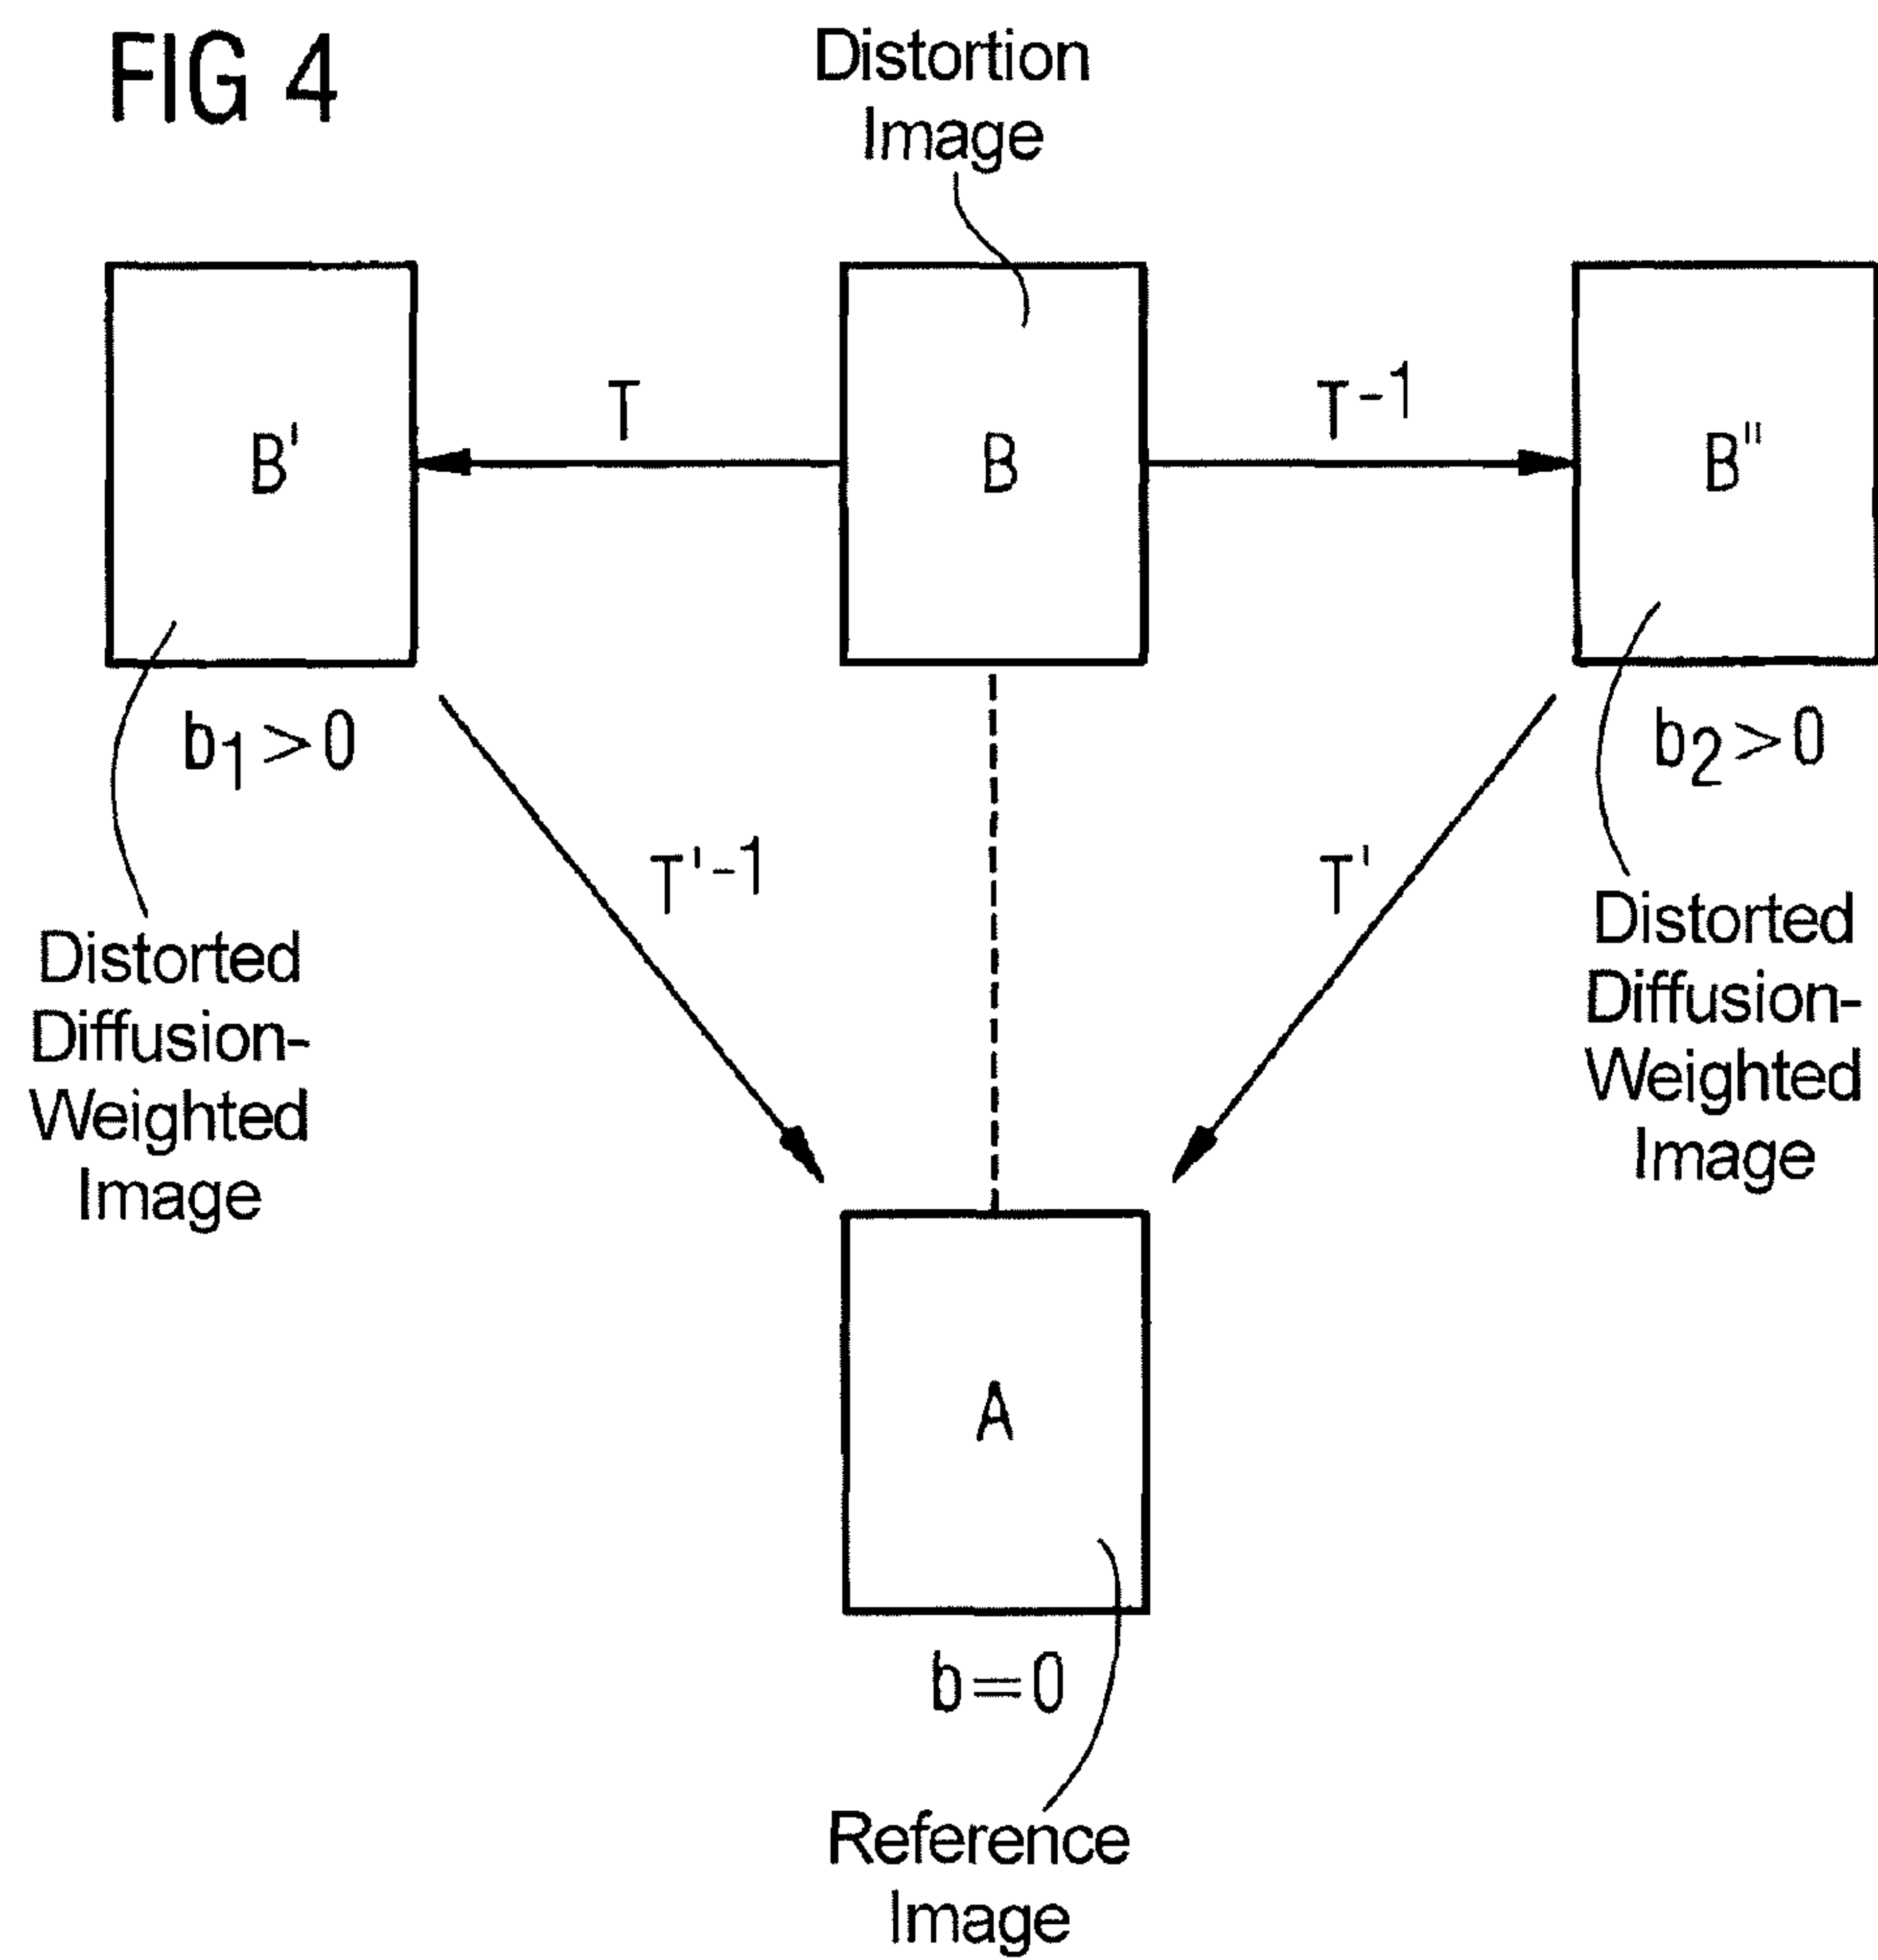 FIG 4
Distortion
Image
B'
T
B
T-1
B"
b1>0
b2>0
T'-1
T'
Distorted
Diffusion-
Weighted
Image
Distorted
Diffusion-
Weighted
Image
A
b=0
Reference
Image